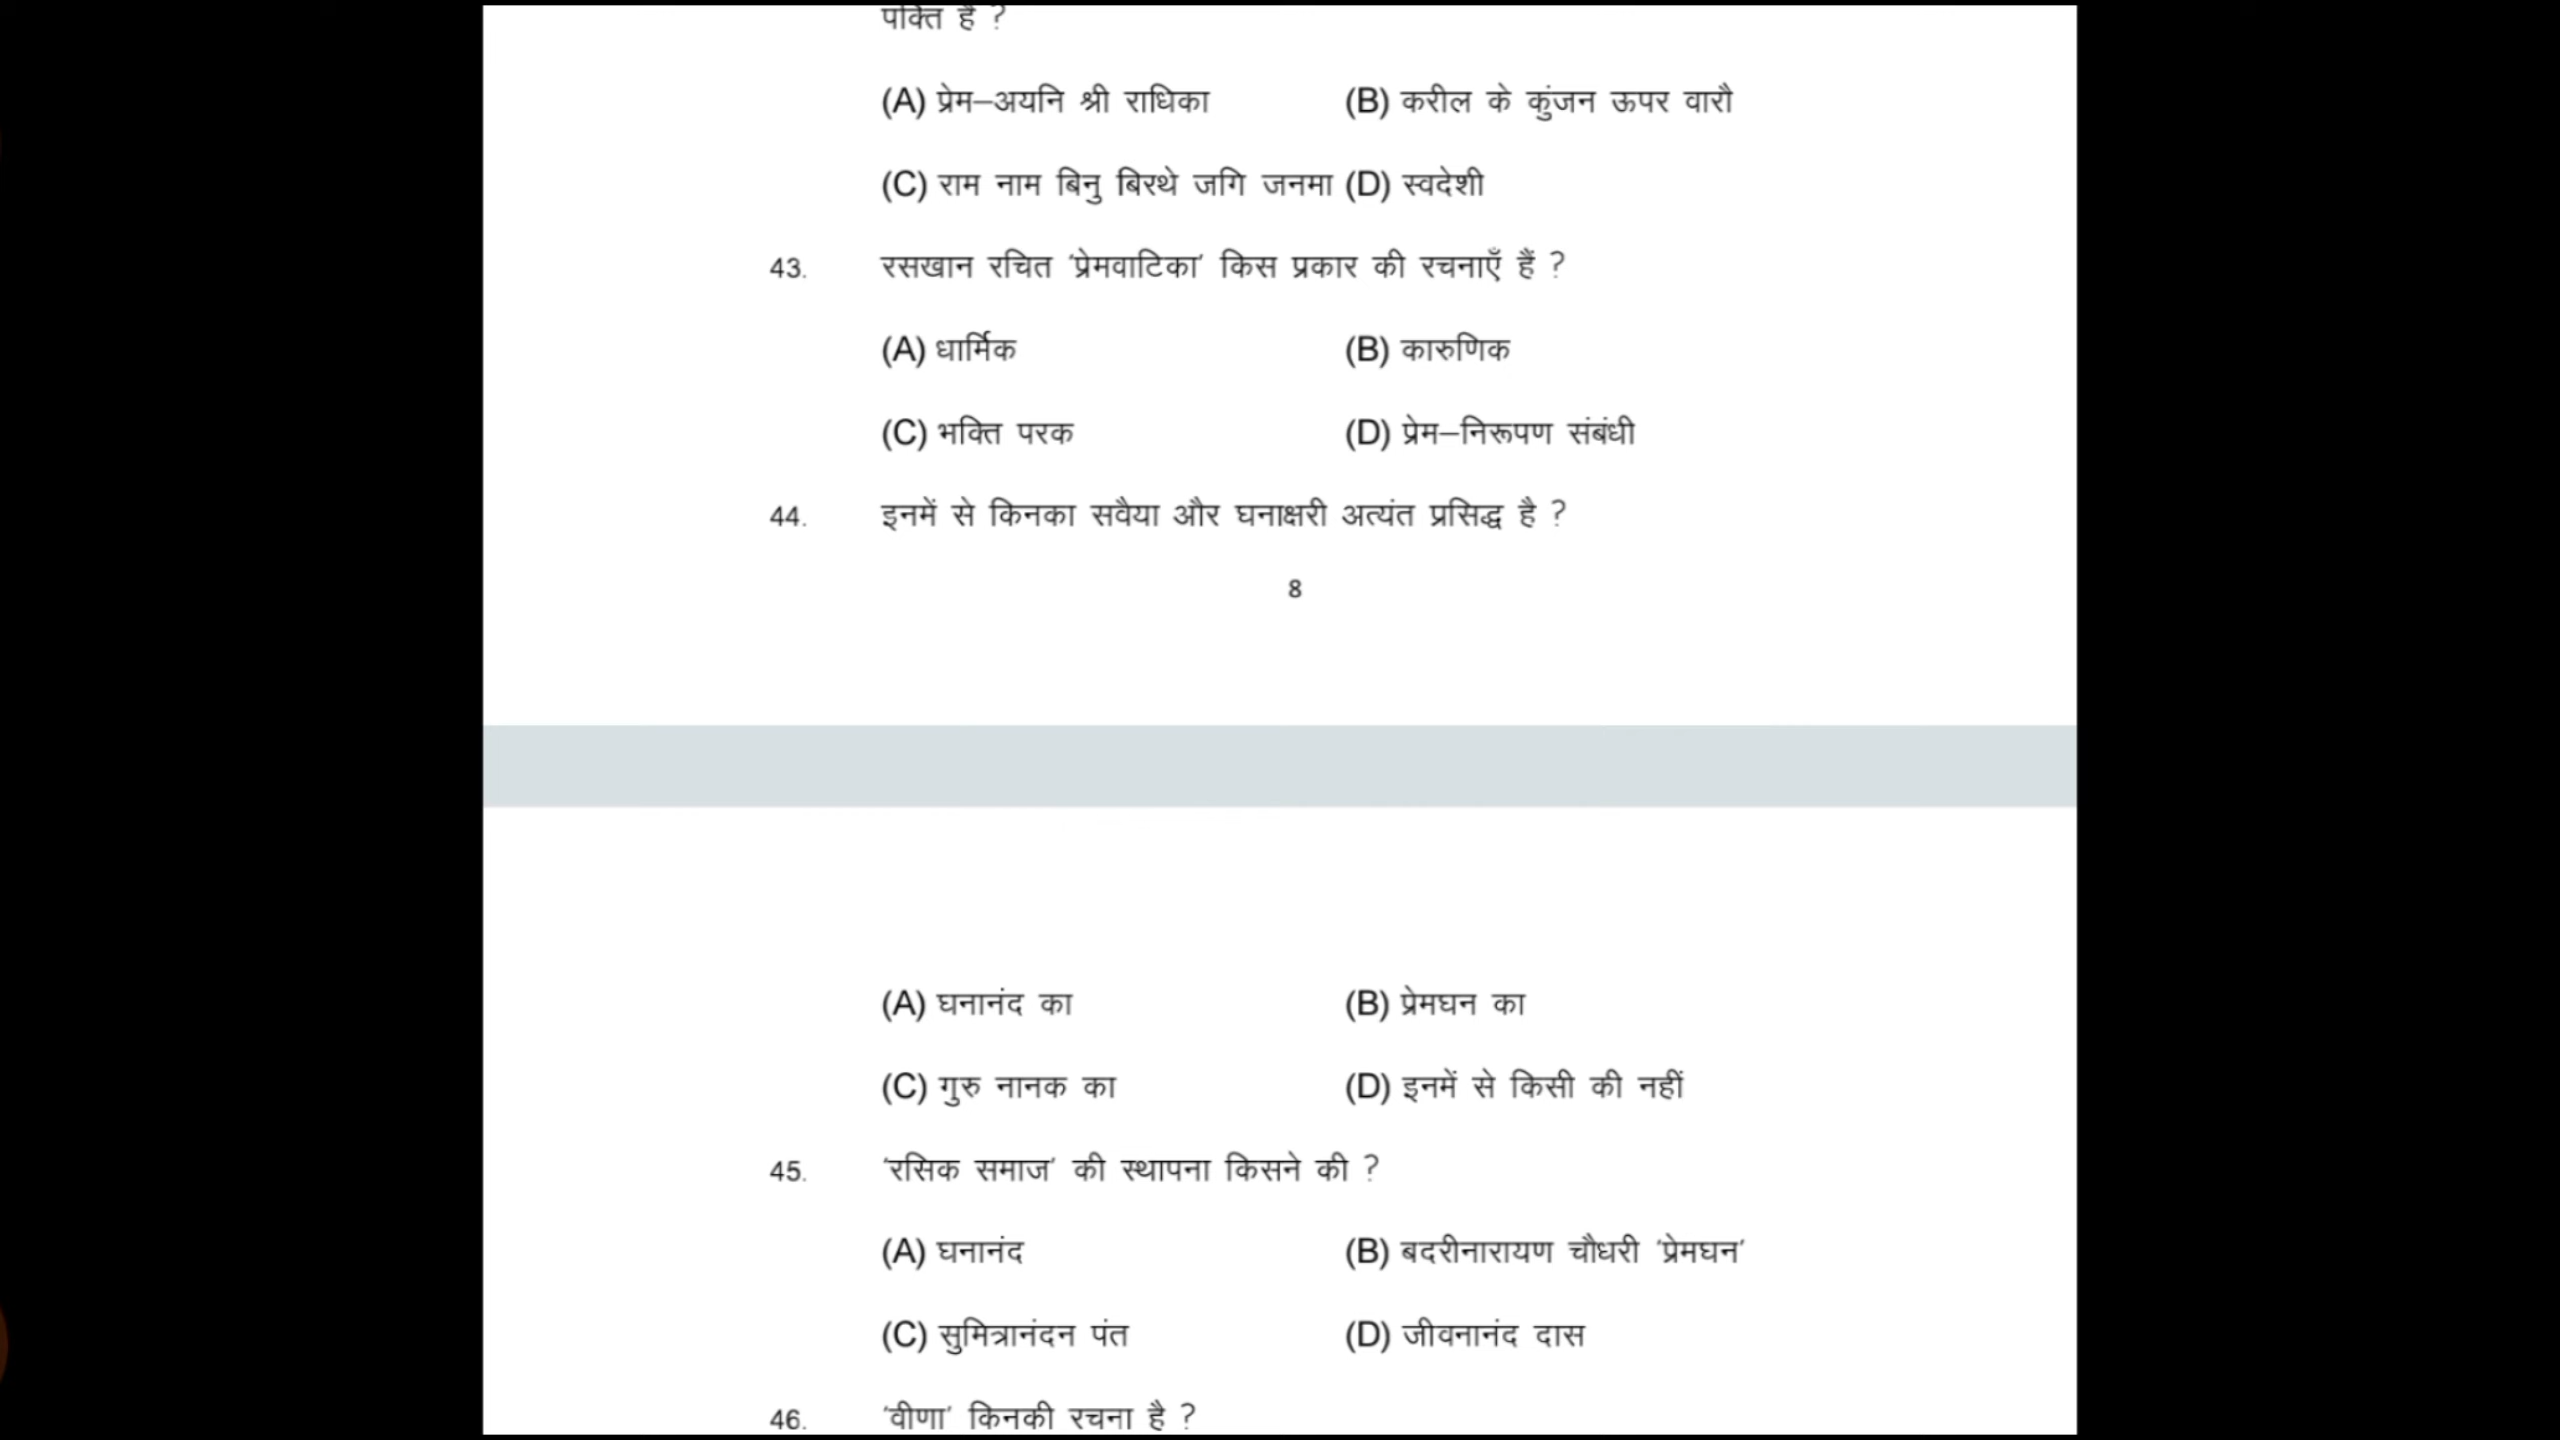 पंक्ति है ?
(A) प्रेम–अयनि श्री राधिका (B) करील के कुंजन ऊपर वारौ
(C) राम नाम बिनु बिरथे जगि जनमा (D) स्वदेशी
43. रसखान रचित 'प्रेमवाटिका' किस प्रकार की रचनाएँ हैं ?
(A) धार्मिक (B) कारुणिक
(C) भक्ति परक (D) प्रेम–निरूपण संबंधी
44. इनमें से किनका सवैया और घनाक्षरी अत्यंत प्रसिद्ध है ?
8
(A) घनानंद का (B) प्रेमघन का
(C) गुरु नानक का (D) इनमें से किसी की नहीं
45. 'रसिक समाज' की स्थापना किसने की ?
(A) घनानंद (B) बदरीनारायण चौधरी 'प्रेमघन'
(C) सुमित्रानंदन पंत (D) जीवनानंद दास
46. 'वीणा' किनकी रचना है ?